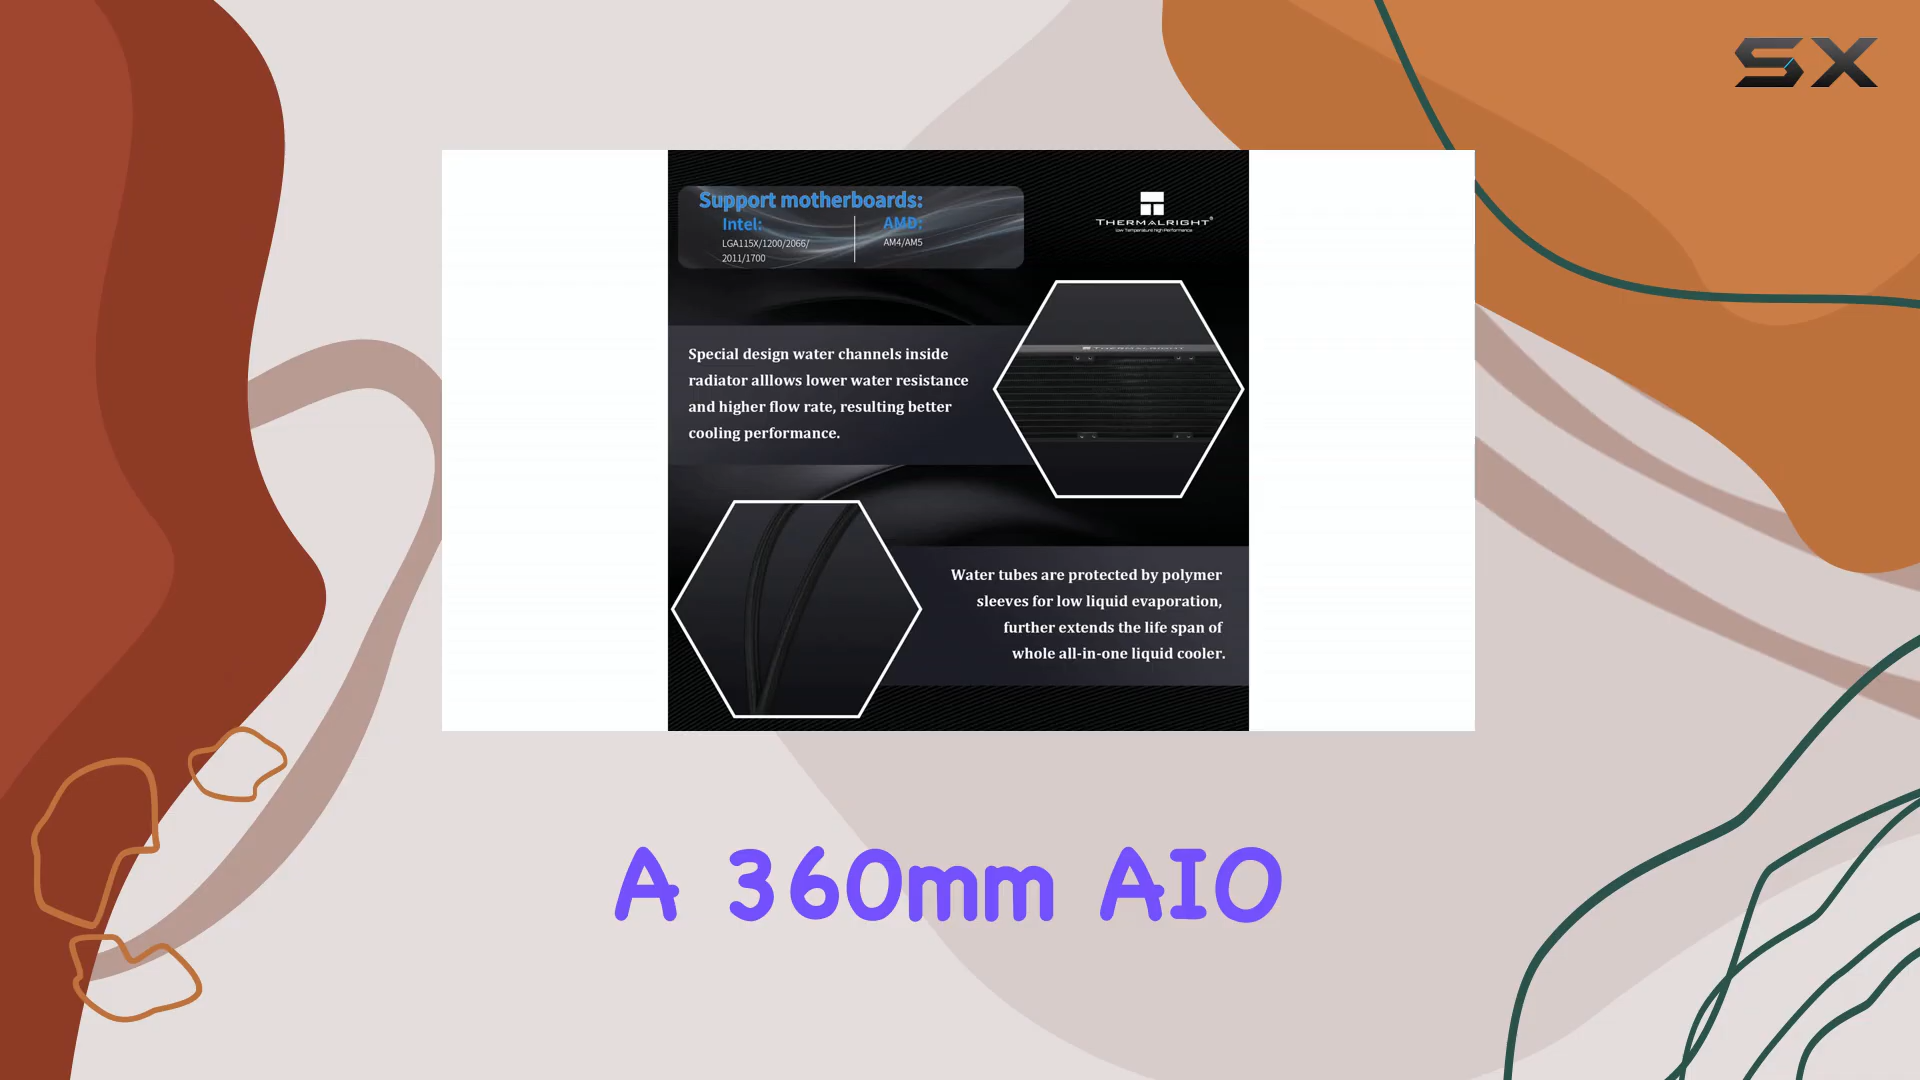 SX
Support motherboards:
Intel:
LGA115X/1200/2066/
2011/1700
AMD:
AM4/AM5
THERMALRIGHT®
Low Temperature high Performance
Special design water channels inside
radiator alllows lower water resistance
and higher flow rate, resulting better
cooling performance.
THERMALRIGHT
Water tubes are protected by polymer
sleeves for low liquid evaporation,
further extends the life span of
whole all-in-one liquid cooler.
A 360mm AIO